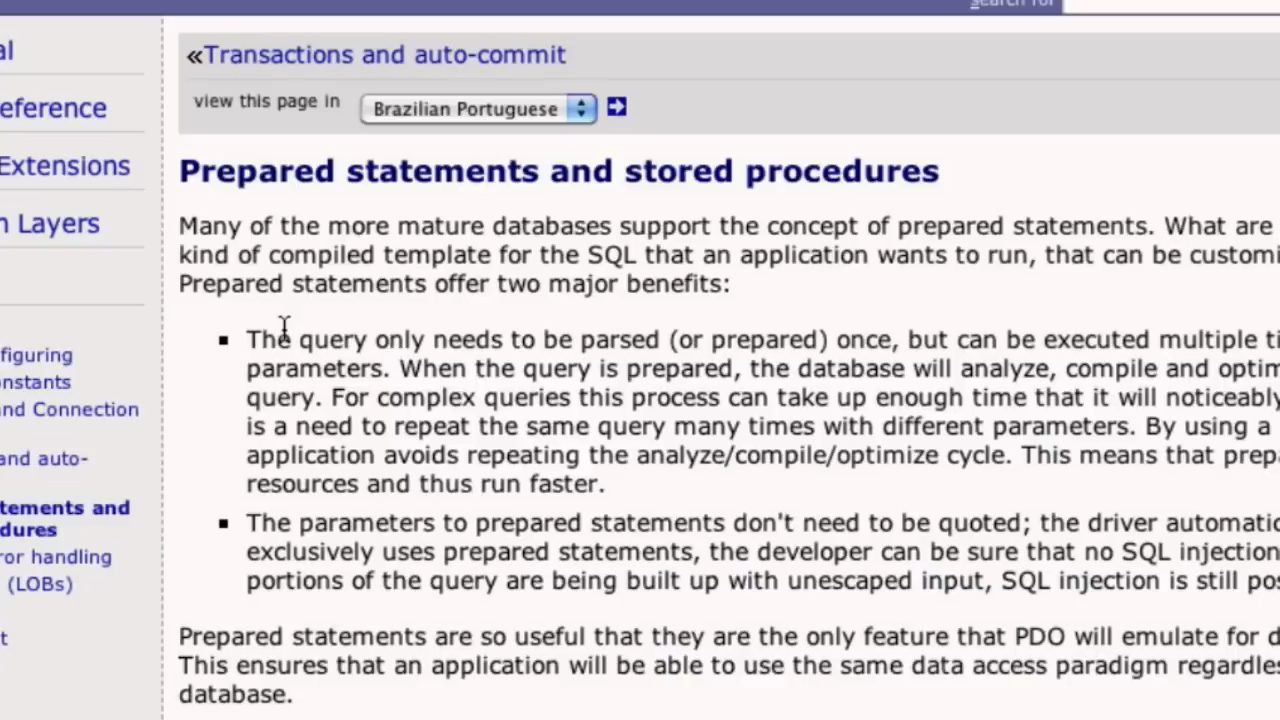 search for
«Transactions and auto-commit
view this page in Brazilian Portuguese
Prepared statements and stored procedures
Many of the more mature databases support the concept of prepared statements. What are
kind of compiled template for the SQL that an application wants to run, that can be customi
Prepared statements offer two major benefits:
▪ The query only needs to be parsed (or prepared) once, but can be executed multiple ti
parameters. When the query is prepared, the database will analyze, compile and optim
query. For complex queries this process can take up enough time that it will noticeably
is a need to repeat the same query many times with different parameters. By using a
application avoids repeating the analyze/compile/optimize cycle. This means that prepa
resources and thus run faster.
▪ The parameters to prepared statements don't need to be quoted; the driver automatic
exclusively uses prepared statements, the developer can be sure that no SQL injection
portions of the query are being built up with unescaped input, SQL injection is still pos
Prepared statements are so useful that they are the only feature that PDO will emulate for d
This ensures that an application will be able to use the same data access paradigm regardles
database.
al
eference
Extensions
n Layers
figuring
onstants
and Connection
and auto-
tements and
dures
ror handling
(LOBs)
t